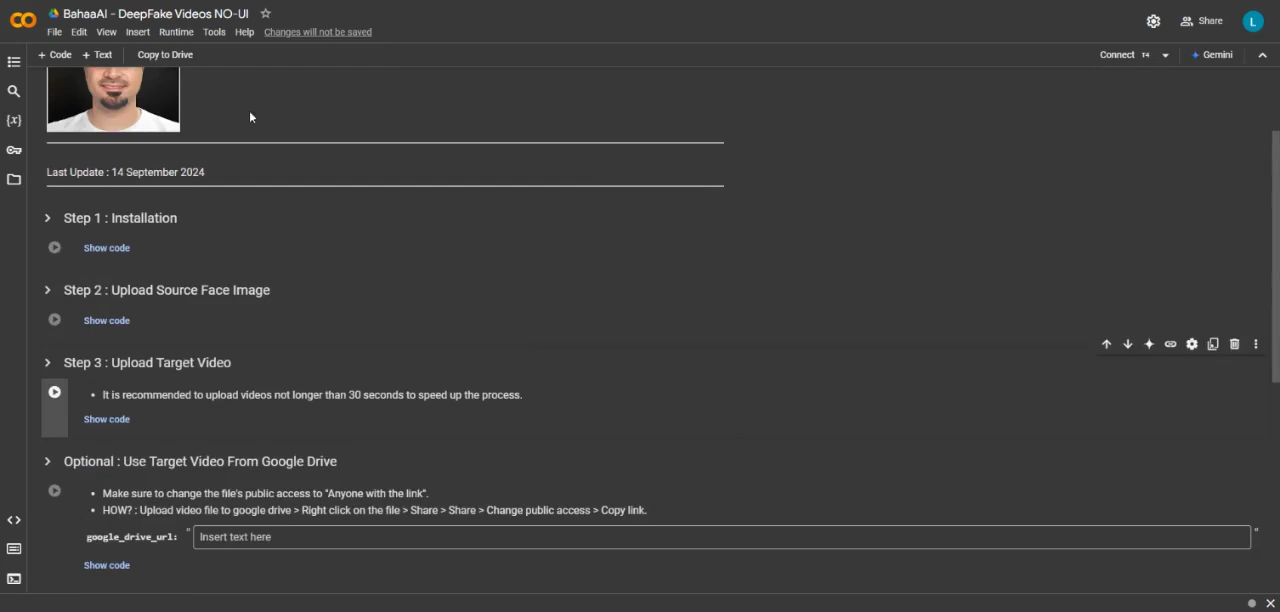 BahaaAI - DeepFake Videos NO-UI
Share
L
File Edit View Insert Runtime Tools Help Changes will not be saved
+ Code + Text Copy to Drive
Connect T4
Gemini
Last Update : 14 September 2024
Step 1 : Installation
Show code
Step 2 : Upload Source Face Image
Show code
Step 3 : Upload Target Video
• It is recommended to upload videos not longer than 30 seconds to speed up the process.
Show code
Optional : Use Target Video From Google Drive
• Make sure to change the file's public access to "Anyone with the link".
• HOW? : Upload video file to google drive > Right click on the file > Share > Share > Change public access > Copy link.
google_drive_url: " Insert text here "
Show code